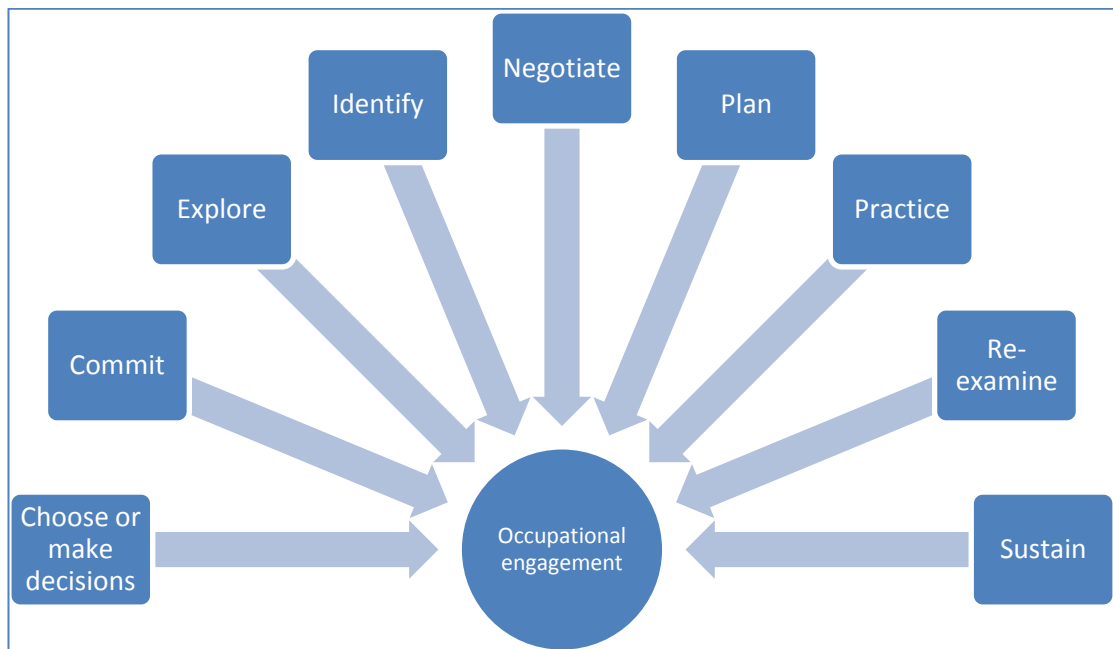 Negotiate
Identify
Plan
Explore
Practice
Commit
Re-
examine
Choose or
make
decisions
Occupational
engagement
Sustain